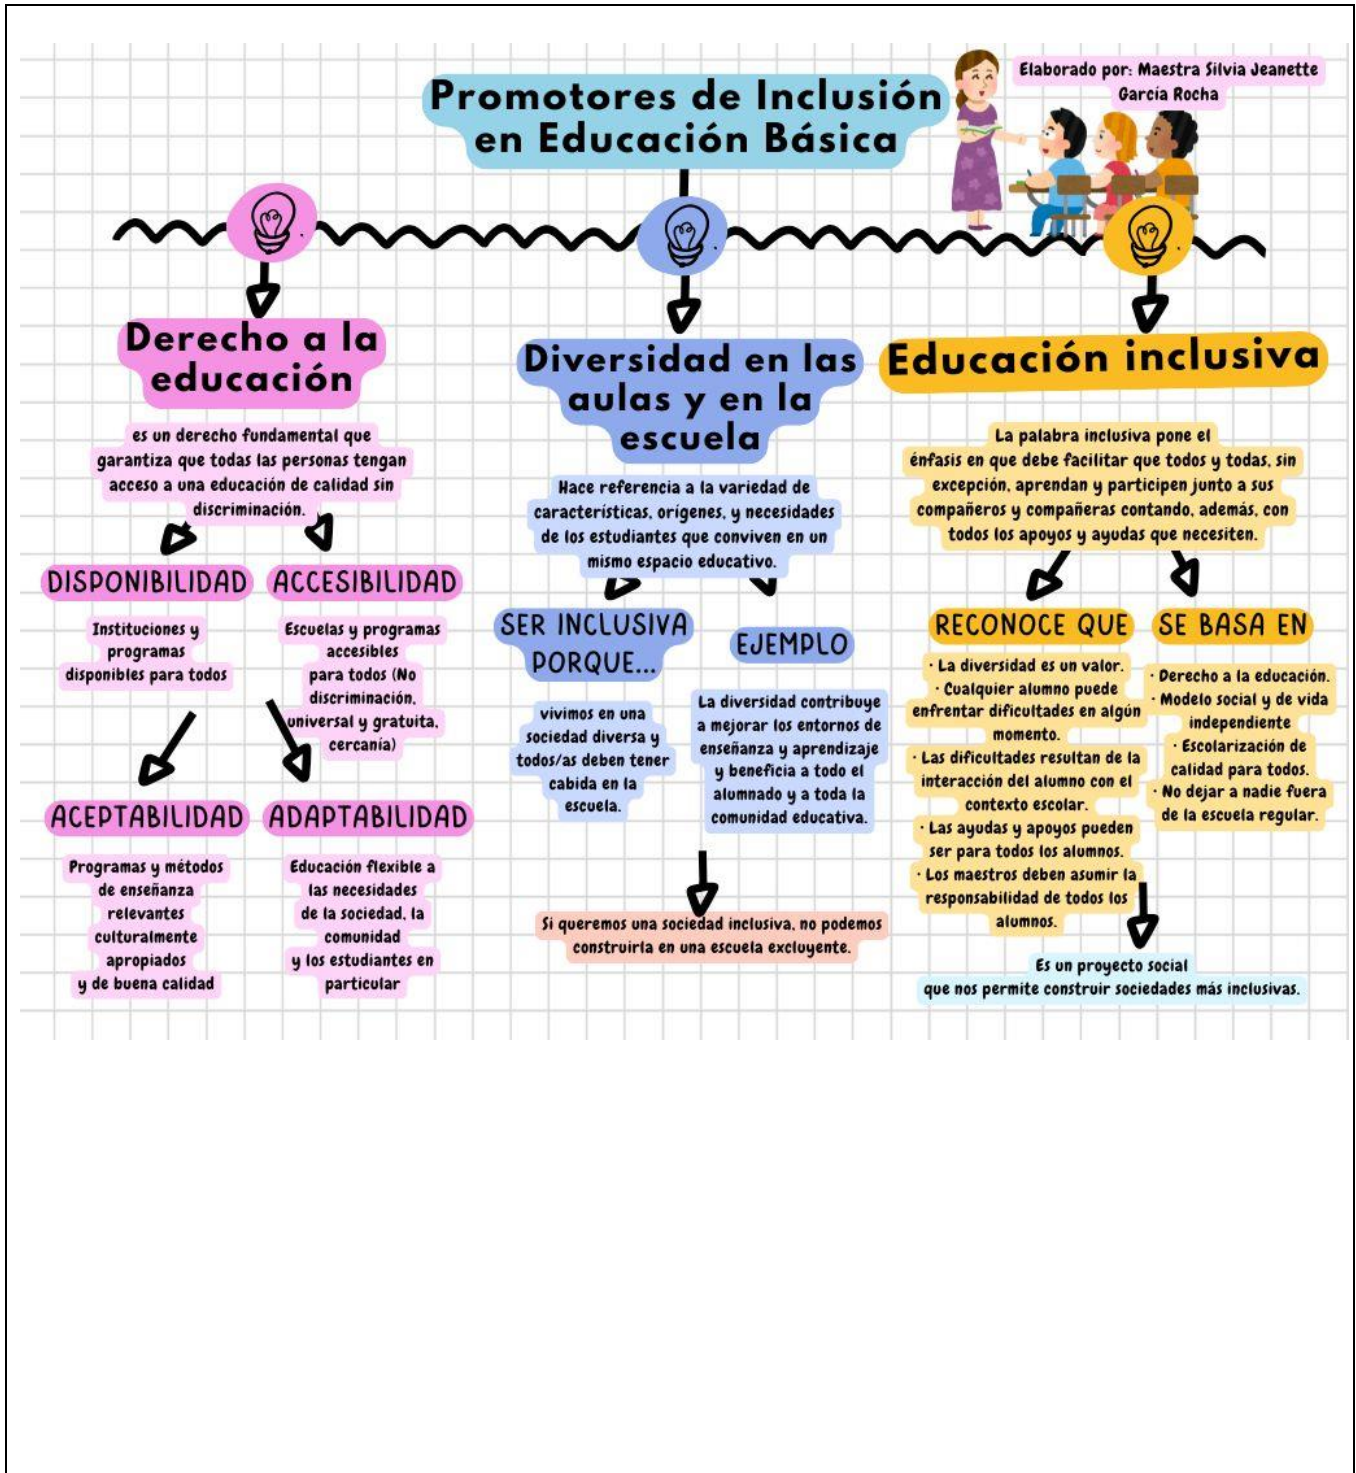 Promotores de Inclusión
en Educación Básica
Elaborado por: Maestra Silvia Jeanette
García Rocha
Derecho a la
educación
es un derecho fundamental que
garantiza que todas las personas tengan
acceso a una educación de calidad sin
discriminación.
DISPONIBILIDAD
Instituciones y
programas
disponibles para todos
ACCESIBILIDAD
Escuelas y programas
accesibles
para todos (No
discriminación,
universal y gratuita,
cercanía)
ACEPTABILIDAD
Programas y métodos
de enseñanza
relevantes
culturalmente
apropiados
y de buena calidad
ADAPTABILIDAD
Educación flexible a
las necesidades
de la sociedad, la
comunidad
y los estudiantes en
particular
Diversidad en las
aulas y en la
escuela
Hace referencia a la variedad de
características, orígenes, y necesidades
de los estudiantes que conviven en un
mismo espacio educativo.
SER INCLUSIVA
PORQUE...
vivimos en una
sociedad diversa y
todos/as deben tener
cabida en la
escuela.
EJEMPLO
La diversidad contribuye
a mejorar los entornos de
enseñanza y aprendizaje
y beneficia a todo el
alumnado y a toda la
comunidad educativa.
Si queremos una sociedad inclusiva, no podemos
construirla en una escuela excluyente.
Educación inclusiva
La palabra inclusiva pone el
énfasis en que debe facilitar que todos y todas, sin
excepción, aprendan y participen junto a sus
compañeros y compañeras contando, además, con
todos los apoyos y ayudas que necesiten.
RECONOCE QUE
· La diversidad es un valor.
· Cualquier alumno puede
enfrentar dificultades en algún
momento.
· Las dificultades resultan de la
interacción del alumno con el
contexto escolar.
· Las ayudas y apoyos pueden
ser para todos los alumnos.
· Los maestros deben asumir la
responsabilidad de todos los
alumnos.
SE BASA EN
· Derecho a la educación.
· Modelo social y de vida
independiente
· Escolarización de
calidad para todos.
· No dejar a nadie fuera
de la escuela regular.
Es un proyecto social
que nos permite construir sociedades más inclusivas.